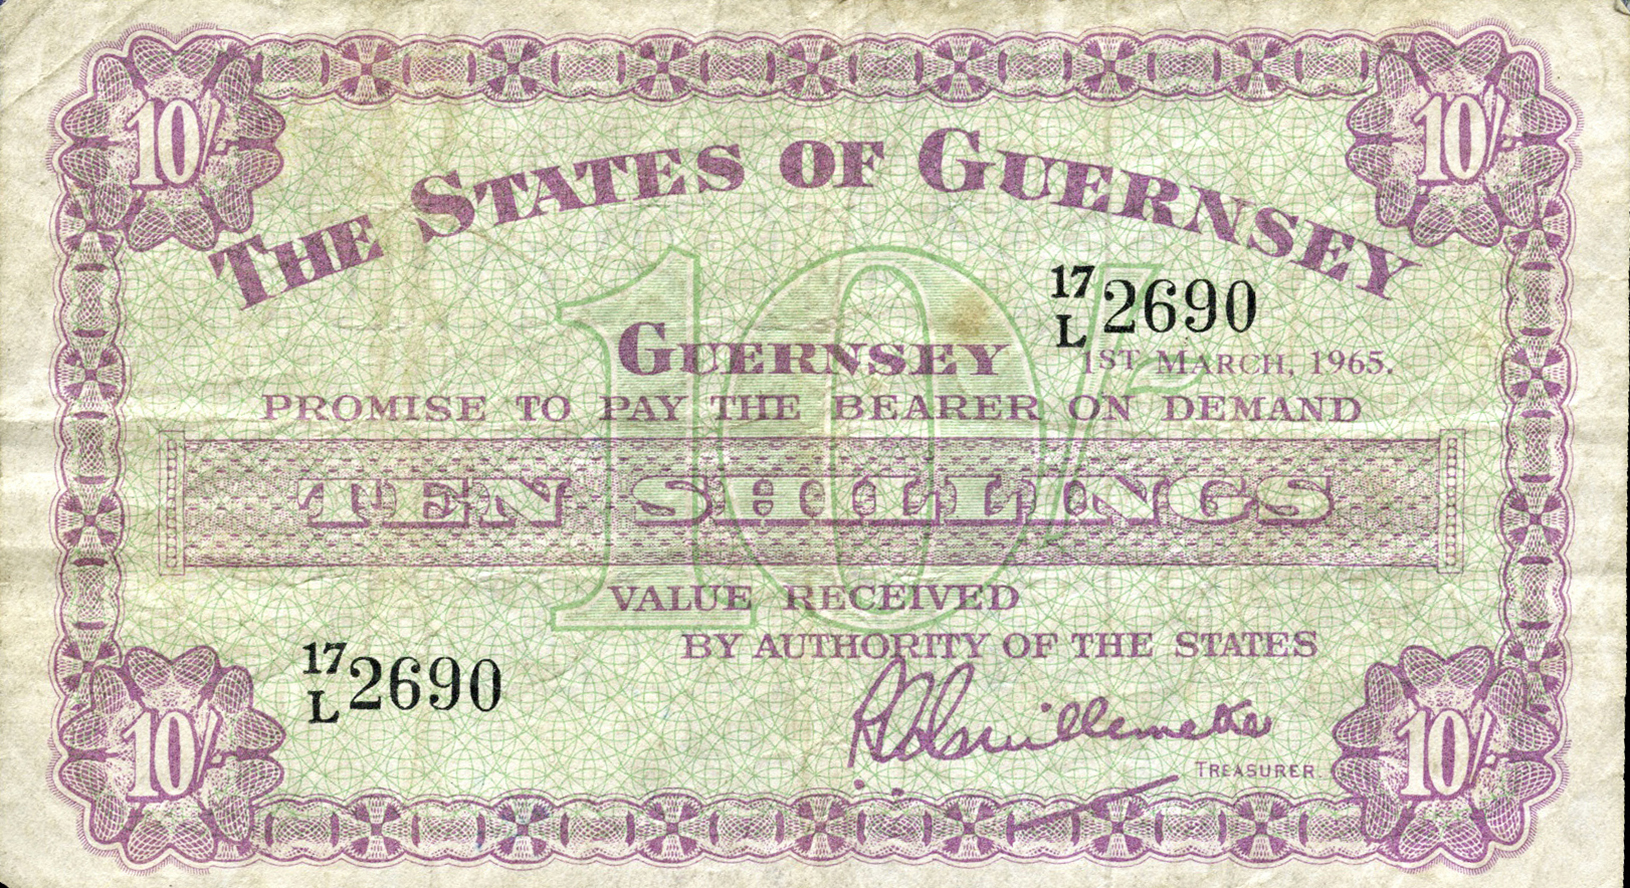 10/- 10/-
THE STATES OF GUERNSEY
17/L 2690
GUERNSEY 1ST MARCH, 1965.
PROMISE TO PAY THE BEARER ON DEMAND
TEN SHILLINGS
10/-
VALUE RECEIVED
BY AUTHORITY OF THE STATES
17/L 2690
TREASURER.
10/- 10/-